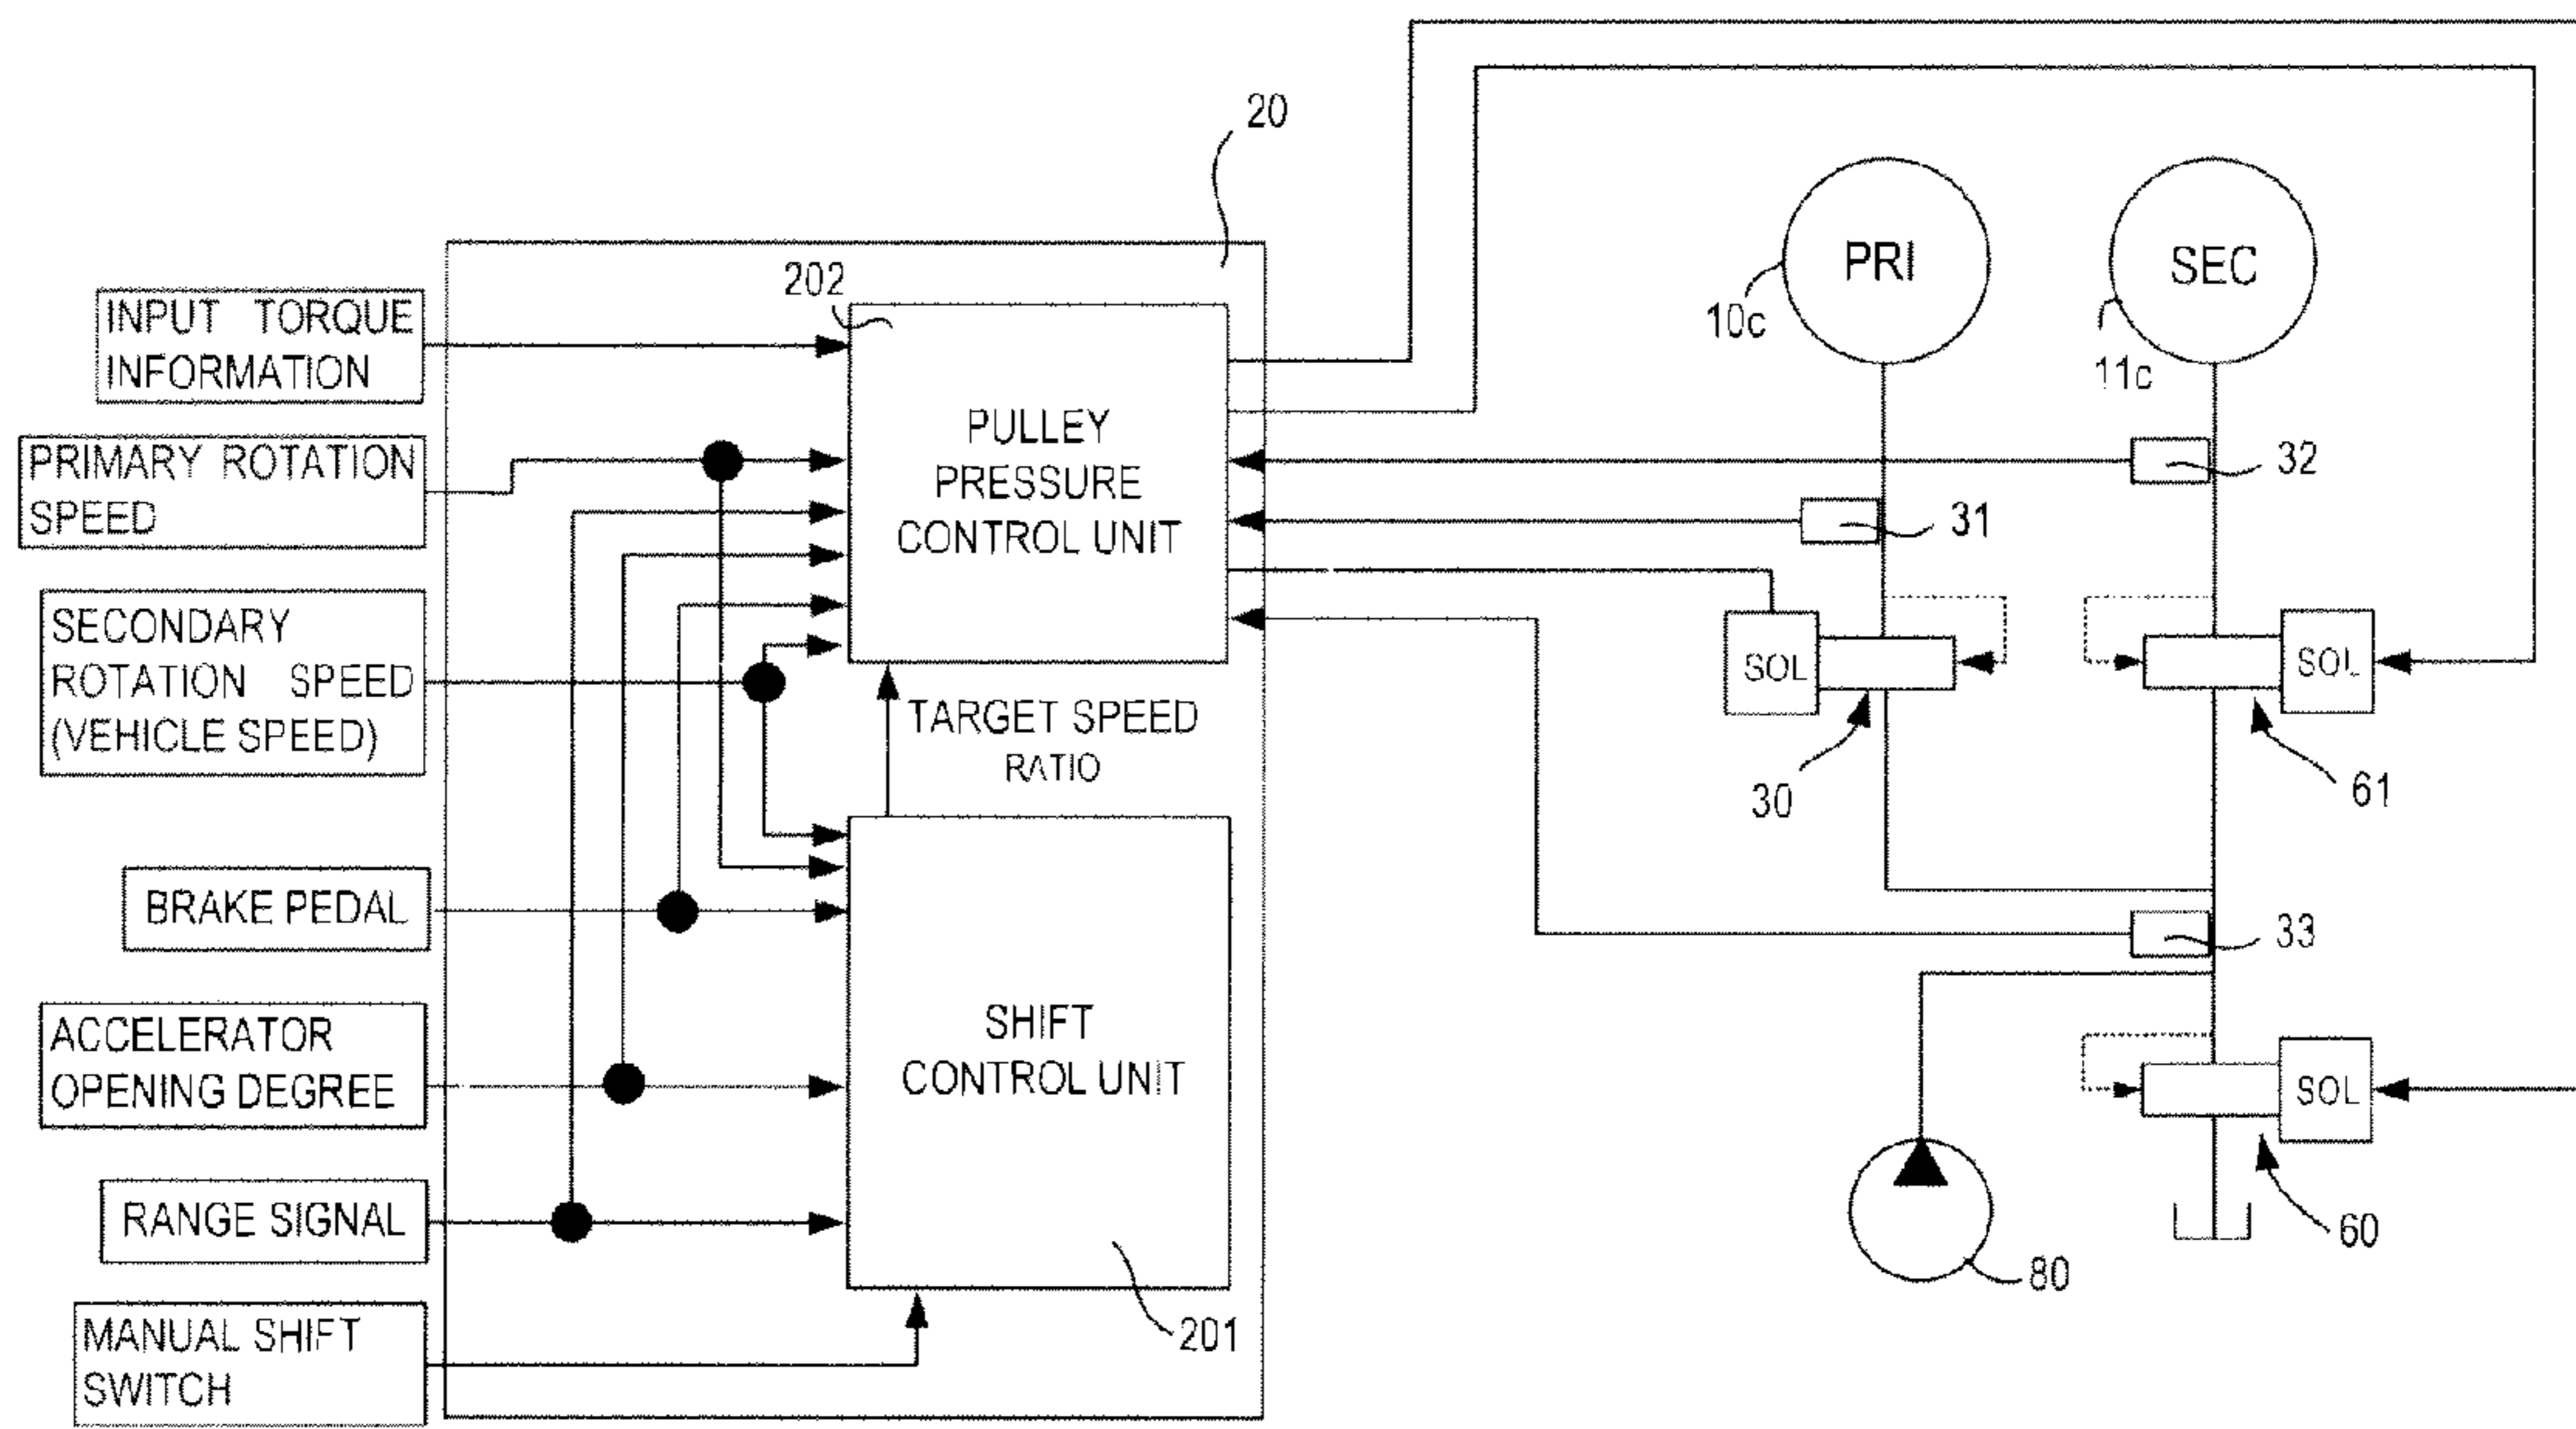 20
202
INPUT TORQUE
INFORMATION
PRIMARY ROTATION
SPEED
SECONDARY
ROTATION SPEED
(VEHICLE SPEED)
BRAKE PEDAL
ACCELERATOR
OPENING DEGREE
RANGE SIGNAL
MANUAL SHIFT
SWITCH
PULLEY
PRESSURE
CONTROL UNIT
TARGET SPEED
RATIO
SHIFT
CONTROL UNIT
201
PRI
10c
SEC
11c
32
31
SOL
30
SOL
61
33
SOL
60
80